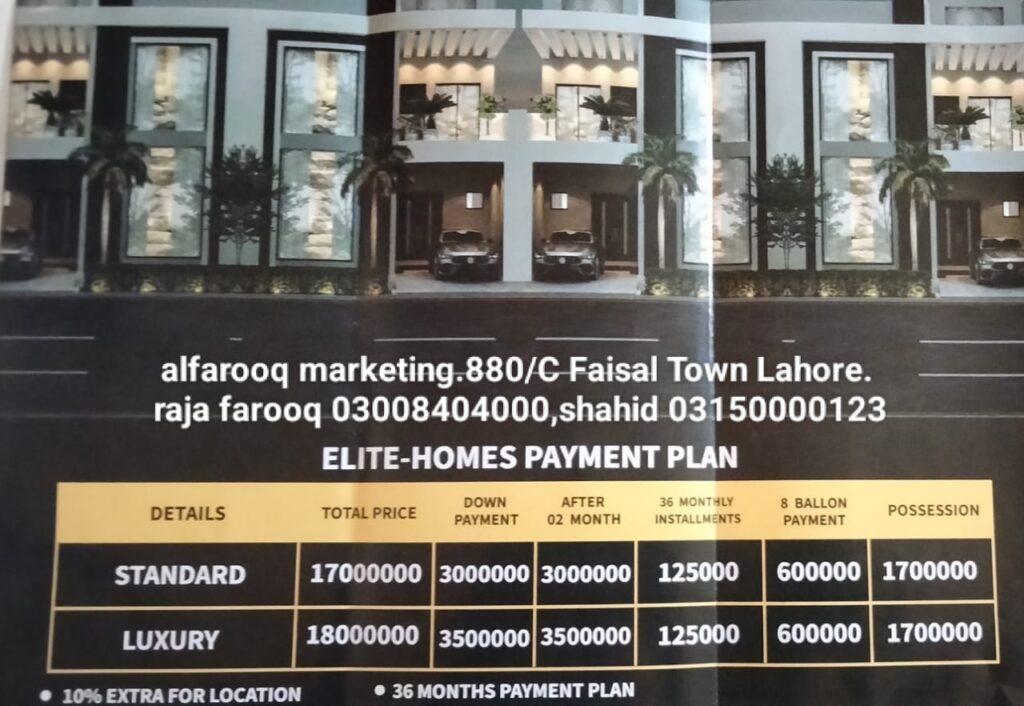 alfarooq marketing.880/C Faisal Town Lahore.
raja farooq 03008404000,shahid 03150000123
ELITE-HOMES PAYMENT PLAN
DETAILS TOTAL PRICE DOWN PAYMENT AFTER 02 MONTH 36 MONTHLY INSTALLMENTS 8 BALLON PAYMENT POSSESSION
STANDARD 17000000 3000000 3000000 125000 600000 1700000
LUXURY 18000000 3500000 3500000 125000 600000 1700000
• 10% EXTRA FOR LOCATION • 36 MONTHS PAYMENT PLAN